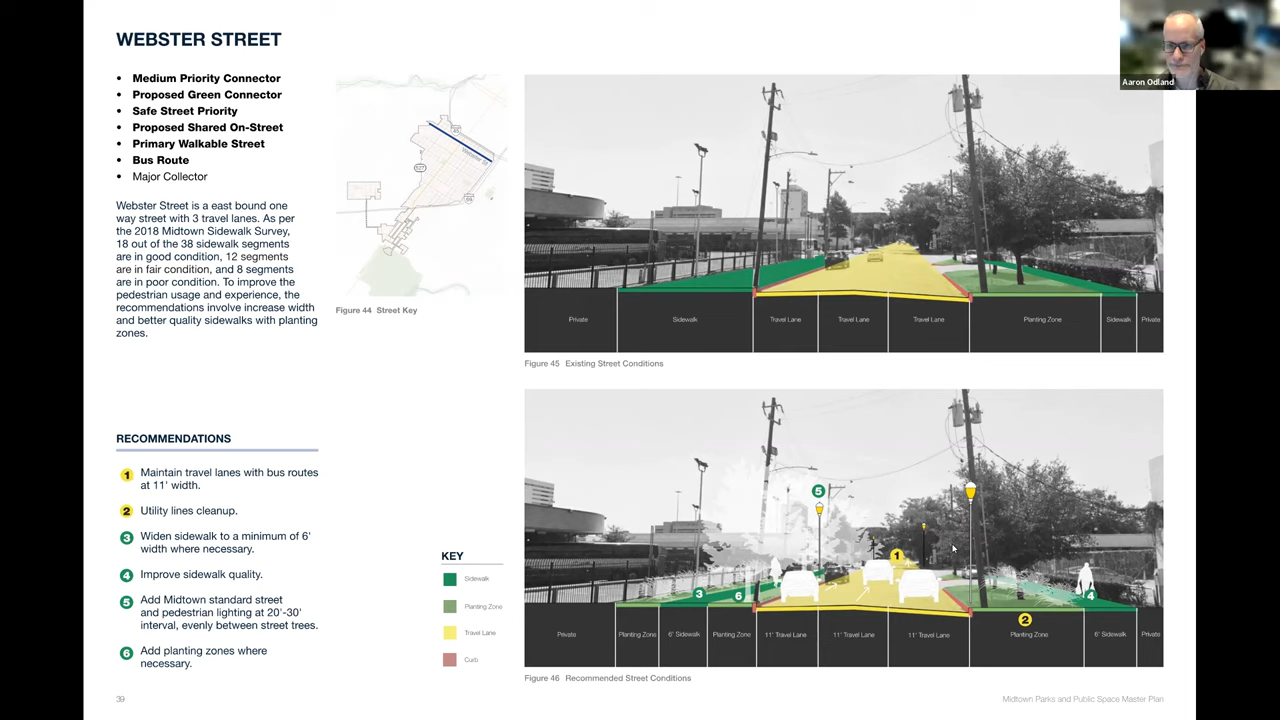 WEBSTER STREET
Aaron Odland
• Medium Priority Connector
• Proposed Green Connector
• Safe Street Priority
• Proposed Shared On-Street
• Primary Walkable Street
• Bus Route
• Major Collector
Webster Street is a east bound one
way street with 3 travel lanes. As per
the 2018 Midtown Sidewalk Survey,
18 out of the 38 sidewalk segments
are in good condition, 12 segments
are in fair condition, and 8 segments
are in poor condition. To improve the
pedestrian usage and experience, the
recommendations involve increase width
and better quality sidewalks with planting
zones.
Webster St
527
Figure 44 Street Key
Private
Sidewalk
Travel Lane
Travel Lane
Travel Lane
Planting Zone
Sidewalk
Private
Figure 45 Existing Street Conditions
RECOMMENDATIONS
1 Maintain travel lanes with bus routes
at 11' width.
2 Utility lines cleanup.
3 Widen sidewalk to a minimum of 6'
width where necessary.
4 Improve sidewalk quality.
5 Add Midtown standard street
and pedestrian lighting at 20'-30'
interval, evenly between street trees.
6 Add planting zones where
necessary.
KEY
Sidewalk
Planting Zone
Travel Lane
Curb
5
1
3
6
4
2
Private
Planting Zone
6' Sidewalk
Planting Zone
11' Travel Lane
11' Travel Lane
11' Travel Lane
Planting Zone
6' Sidewalk
Private
Figure 46 Recommended Street Conditions
39
Midtown Parks and Public Space Master Plan